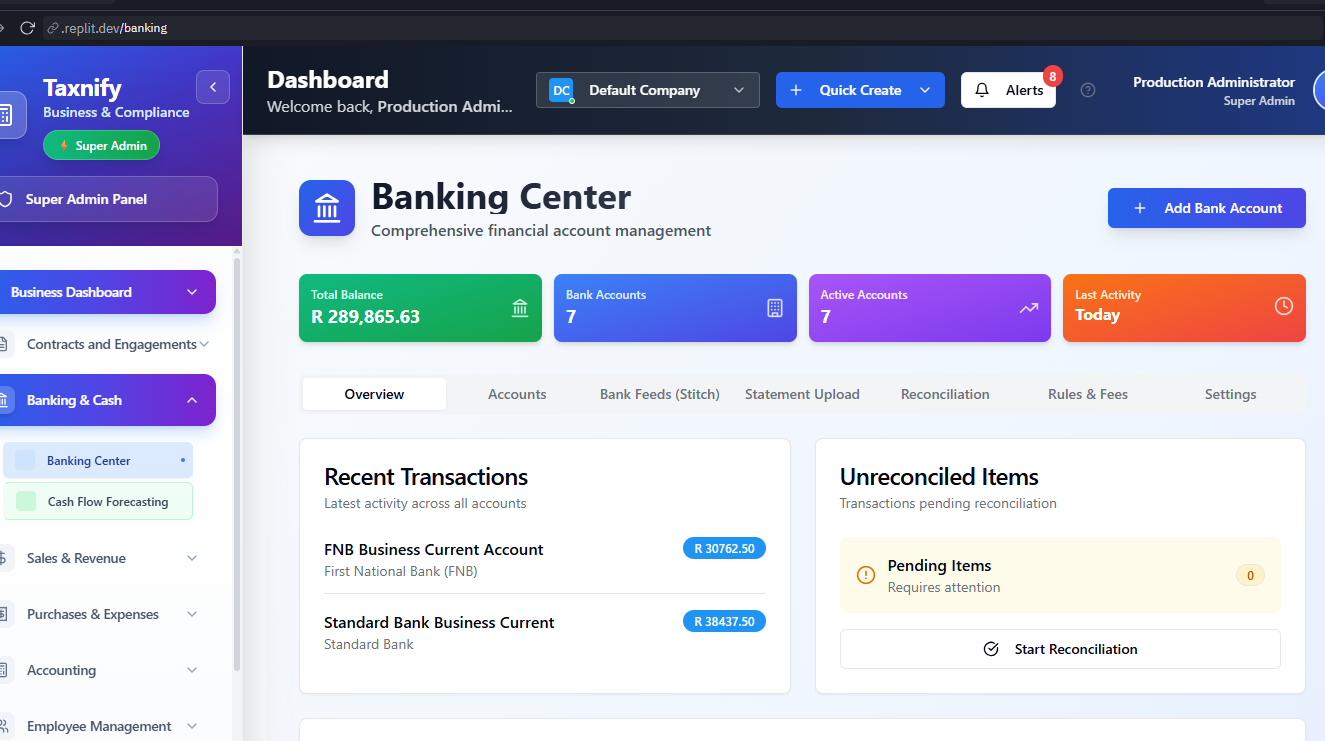 .replit.dev/banking
Taxnify
Business & Compliance
Super Admin
Super Admin Panel
Business Dashboard
Contracts and Engagements
Banking & Cash
Banking Center
Cash Flow Forecasting
Sales & Revenue
Purchases & Expenses
Accounting
Employee Management
Dashboard
Welcome back, Production Admi...
DC
Default Company
Quick Create
Alerts
8
Production Administrator
Super Admin
Banking Center
Comprehensive financial account management
Add Bank Account
Total Balance
R 289,865.63
Bank Accounts
7
Active Accounts
7
Last Activity
Today
Overview
Accounts
Bank Feeds (Stitch)
Statement Upload
Reconciliation
Rules & Fees
Settings
Recent Transactions
Latest activity across all accounts
FNB Business Current Account
R 30762.50
First National Bank (FNB)
Standard Bank Business Current
R 38437.50
Standard Bank
Unreconciled Items
Transactions pending reconciliation
Pending Items
Requires attention
0
Start Reconciliation